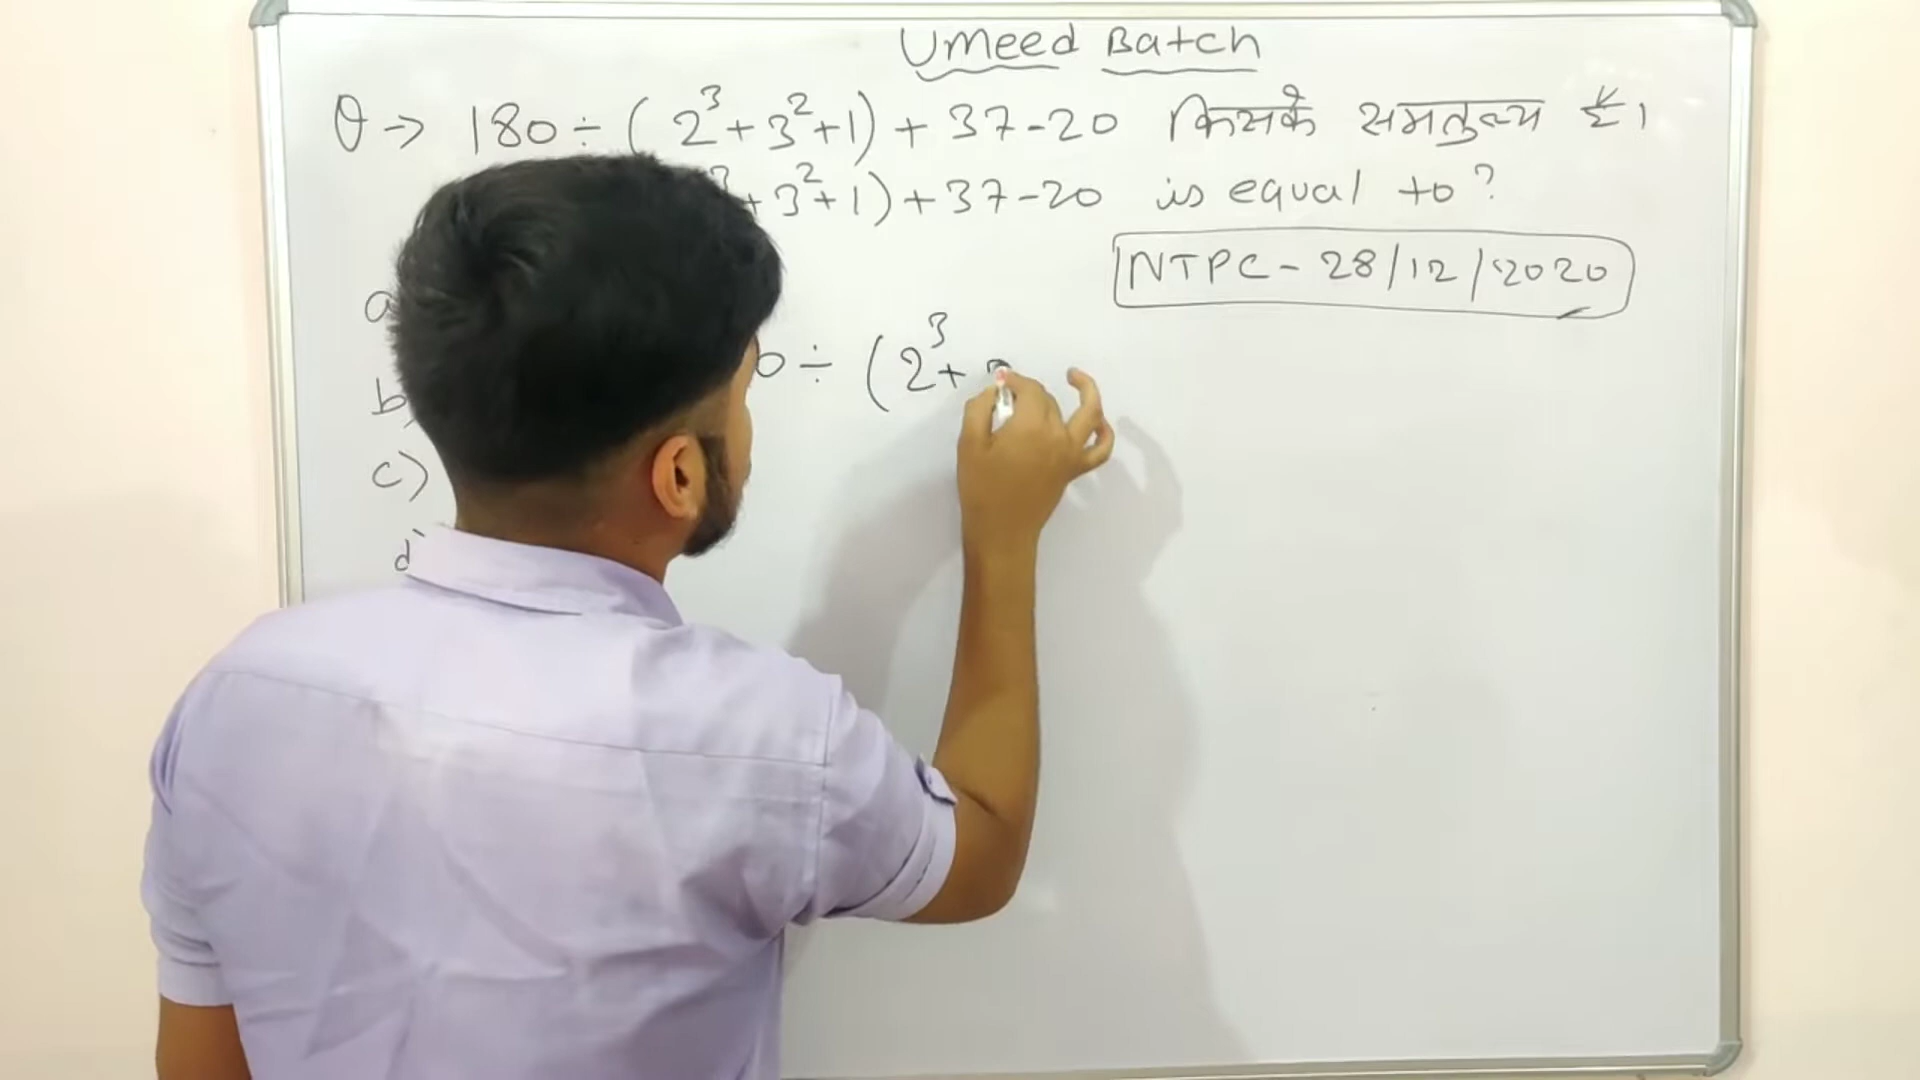 Umeed Batch
Q → 180 ÷ ( 2³ + 3² + 1) + 37 - 20 किसके समतुल्य है।
+ 3² + 1) + 37 - 20 is equal to ?
NTPC - 28/12/2020
a
÷ (2³ +
b)
c)
d